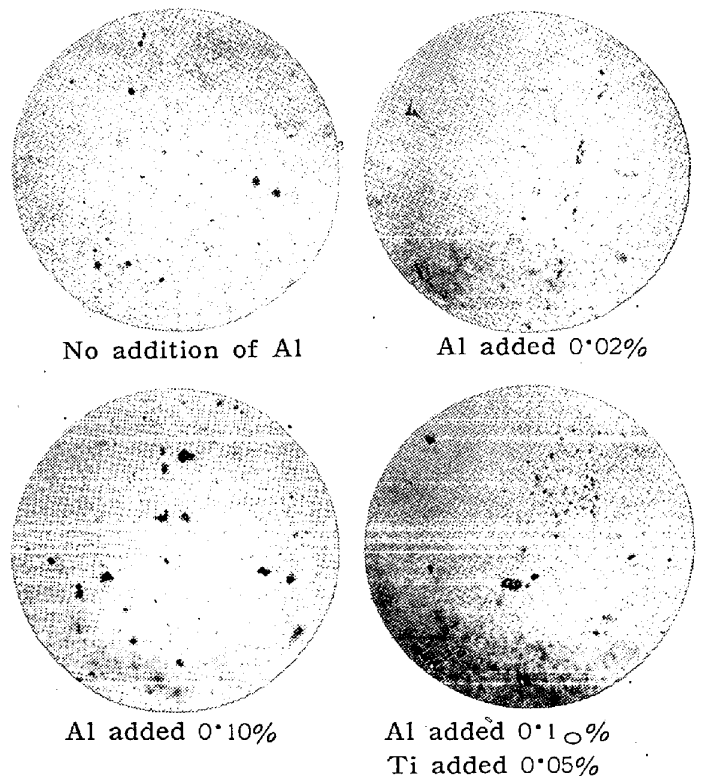 No addition of Al
Al added 0·02%
Al added 0·10%
Al added 0·10%
Ti added 0·05%